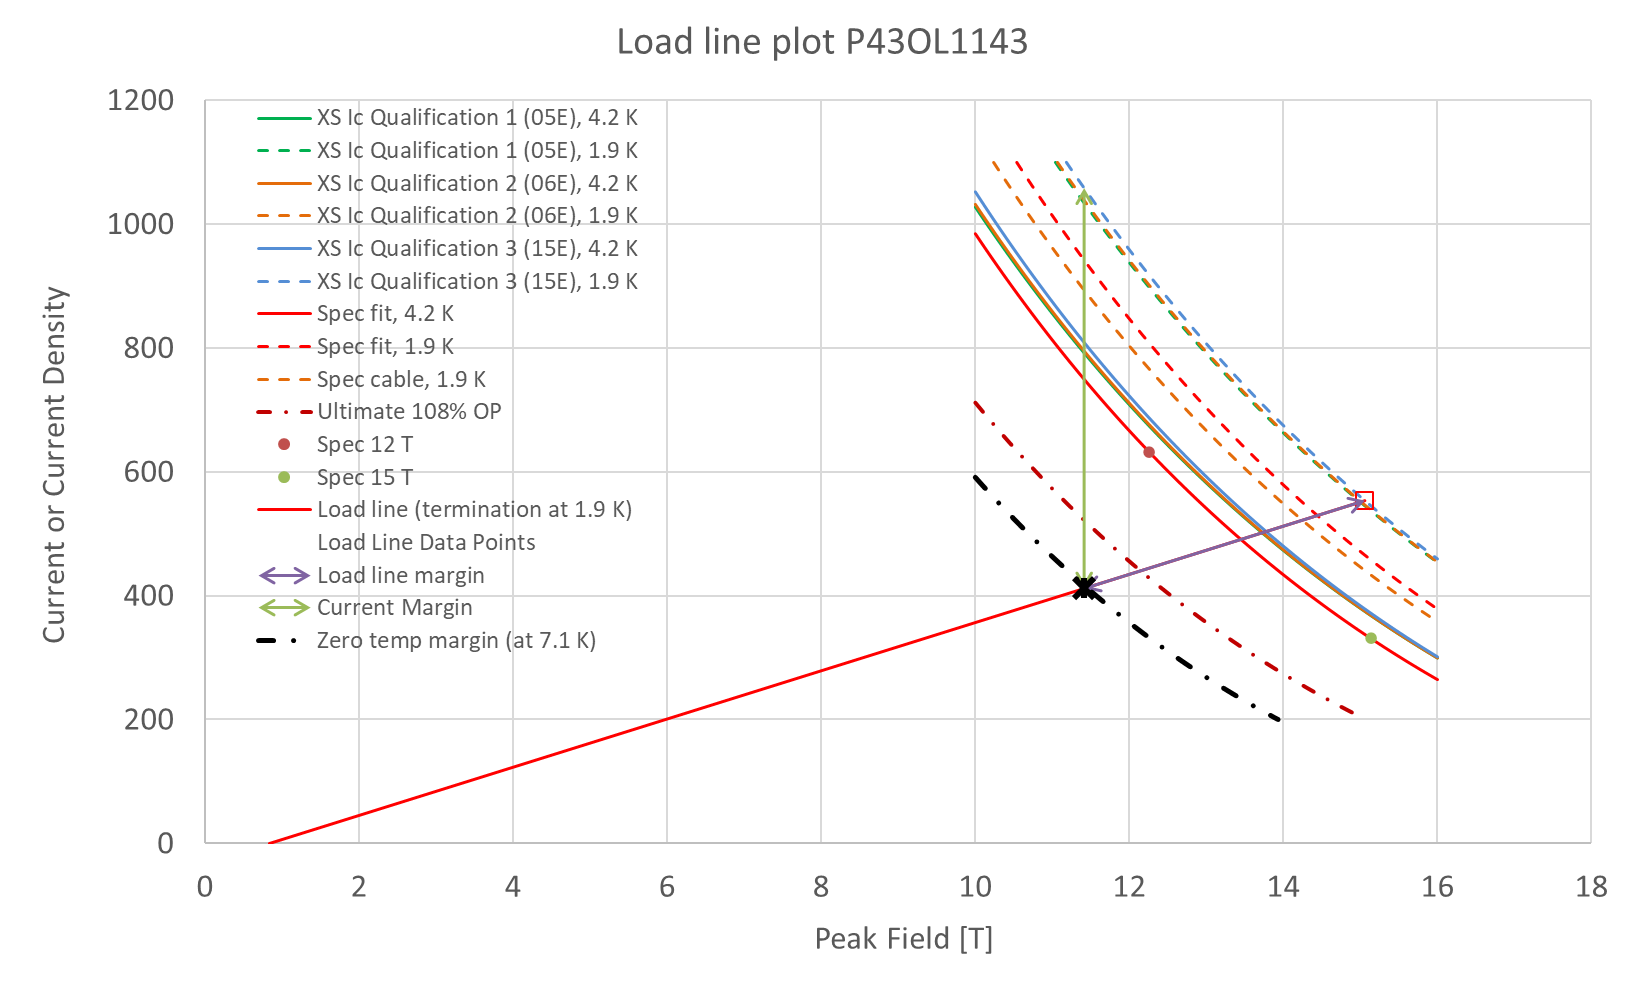 Load line plot P43OL1143
1200
1000
800
600
400
200
0
Current or Current Density
XS Ic Qualification 1 (05E), 4.2 K
XS Ic Qualification 1 (05E), 1.9 K
XS Ic Qualification 2 (06E), 4.2 K
XS Ic Qualification 2 (06E), 1.9 K
XS Ic Qualification 3 (15E), 4.2 K
XS Ic Qualification 3 (15E), 1.9 K
Spec fit, 4.2 K
Spec fit, 1.9 K
Spec cable, 1.9 K
Ultimate 108% OP
Spec 12 T
Spec 15 T
Load line (termination at 1.9 K)
Load Line Data Points
Load line margin
Current Margin
Zero temp margin (at 7.1 K)
0 2 4 6 8 10 12 14 16 18
Peak Field [T]